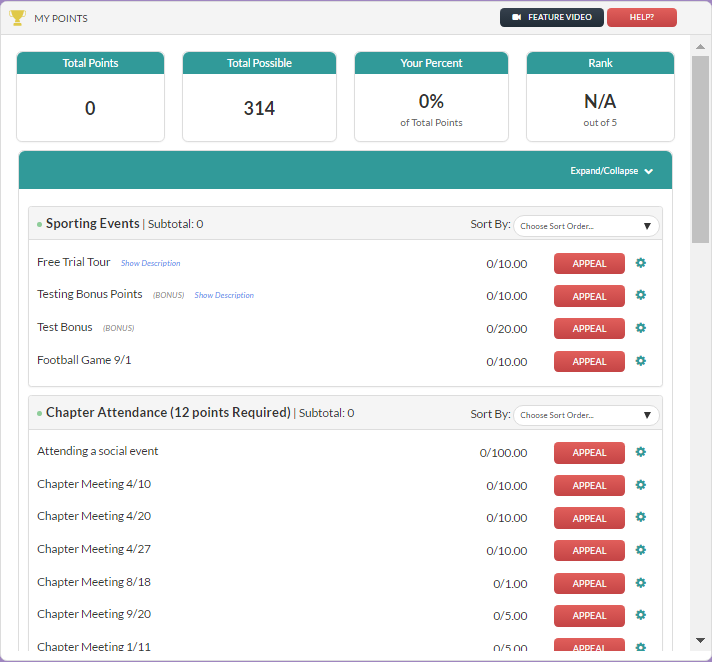 MY POINTS
FEATURE VIDEO
HELP?
Total Points
Total Possible
Your Percent
Rank
0
314
0%
N/A
of Total Points
out of 5
Expand/Collapse
Sporting Events | Subtotal: 0 Sort By: Choose Sort Order...
Free Trial Tour Show Description 0/10.00 APPEAL
Testing Bonus Points (BONUS) Show Description 0/10.00 APPEAL
Test Bonus (BONUS) 0/20.00 APPEAL
Football Game 9/1 0/10.00 APPEAL
Chapter Attendance (12 points Required) | Subtotal: 0 Sort By: Choose Sort Order...
Attending a social event 0/100.00 APPEAL
Chapter Meeting 4/10 0/10.00 APPEAL
Chapter Meeting 4/20 0/10.00 APPEAL
Chapter Meeting 4/27 0/10.00 APPEAL
Chapter Meeting 8/18 0/1.00 APPEAL
Chapter Meeting 9/20 0/5.00 APPEAL
Chapter Meeting 1/11 0/5.00 APPEAL